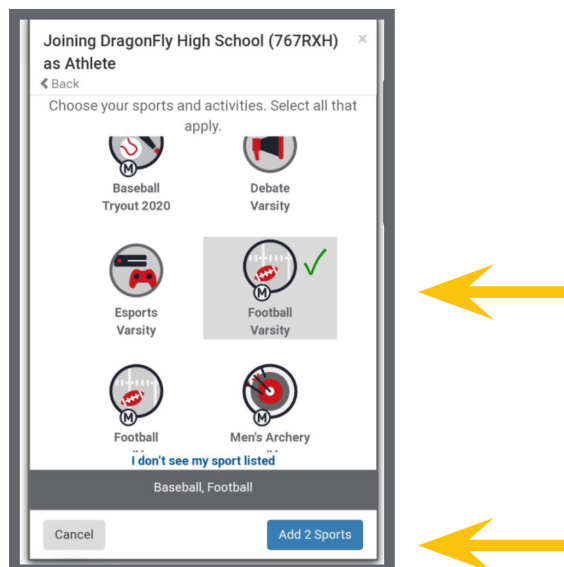 Joining DragonFly High School (767RXH)
as Athlete
×
Back
Choose your sports and activities. Select all that
apply.
M
Baseball
Tryout 2020
Debate
Varsity
Esports
Varsity
M
Football
Varsity
M
Football
M
Men's Archery
I don't see my sport listed
Baseball, Football
Cancel
Add 2 Sports